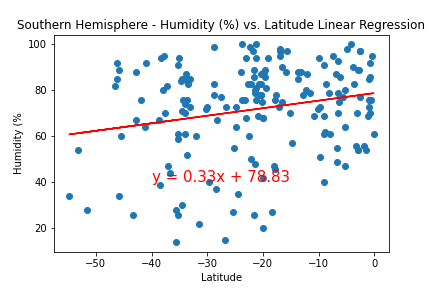 Southern Hemisphere - Humidity (%) vs. Latitude Linear Regression
100
80
60
40
20
Humidity (%
y = 0.33x + 78.83
−50
−40
−30
−20
−10
0
Latitude